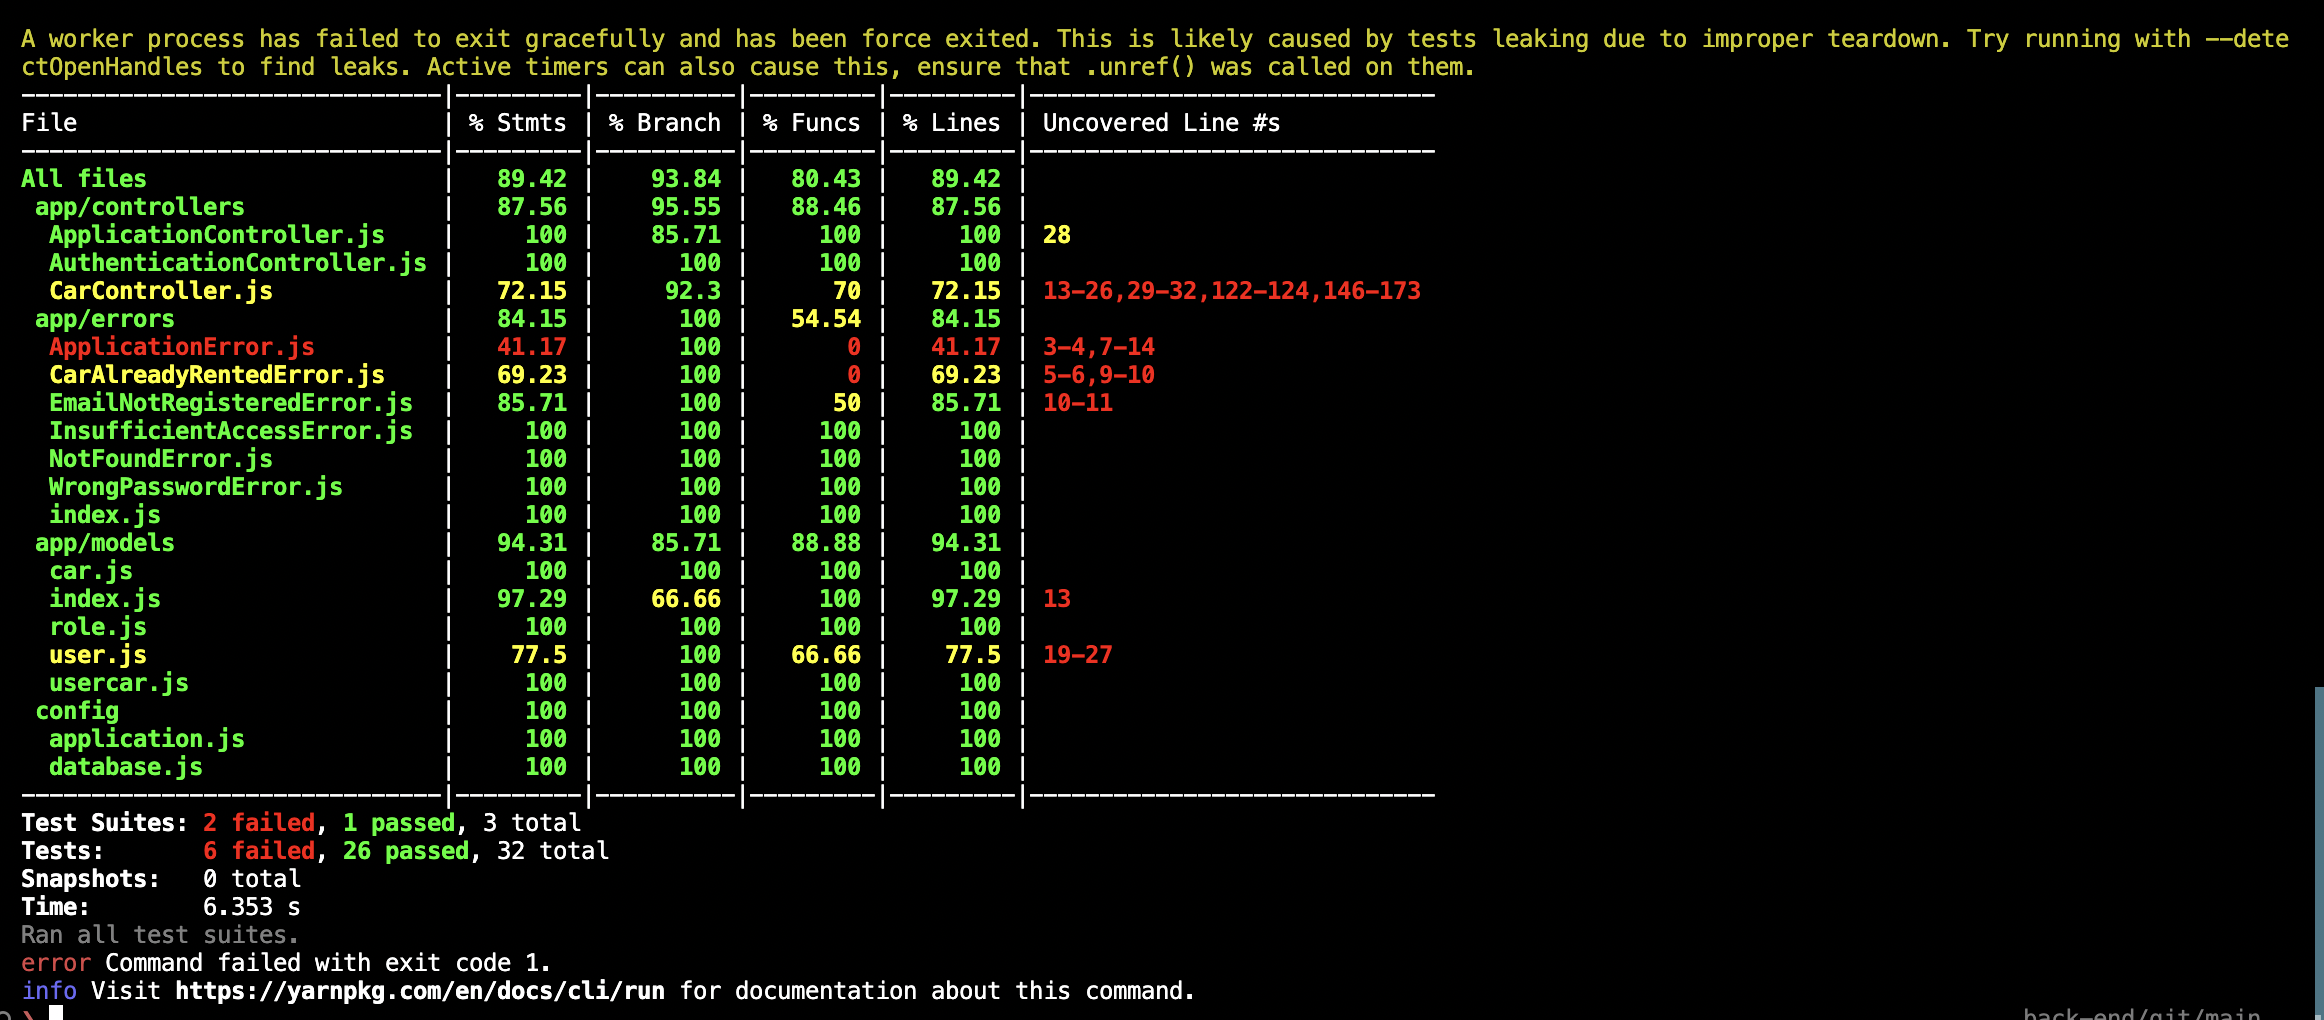 A worker process has failed to exit gracefully and has been force exited. This is likely caused by tests leaking due to improper teardown. Try running with --dete
ctOpenHandles to find leaks. Active timers can also cause this, ensure that .unref() was called on them.
------------------------------|---------|----------|---------|---------|-----------------------------
File                          | % Stmts | % Branch | % Funcs | % Lines | Uncovered Line #s
------------------------------|---------|----------|---------|---------|-----------------------------
All files                     |   89.42 |    93.84 |   80.43 |   89.42 |
 app/controllers              |   87.56 |    95.55 |   88.46 |   87.56 |
  ApplicationController.js    |     100 |    85.71 |     100 |     100 | 28
  AuthenticationController.js |     100 |      100 |     100 |     100 |
  CarController.js            |   72.15 |     92.3 |      70 |   72.15 | 13-26,29-32,122-124,146-173
 app/errors                   |   84.15 |      100 |   54.54 |   84.15 |
  ApplicationError.js         |   41.17 |      100 |       0 |   41.17 | 3-4,7-14
  CarAlreadyRentedError.js    |   69.23 |      100 |       0 |   69.23 | 5-6,9-10
  EmailNotRegisteredError.js  |   85.71 |      100 |      50 |   85.71 | 10-11
  InsufficientAccessError.js  |     100 |      100 |     100 |     100 |
  NotFoundError.js            |     100 |      100 |     100 |     100 |
  WrongPasswordError.js       |     100 |      100 |     100 |     100 |
  index.js                    |     100 |      100 |     100 |     100 |
 app/models                   |   94.31 |    85.71 |   88.88 |   94.31 |
  car.js                      |     100 |      100 |     100 |     100 |
  index.js                    |   97.29 |    66.66 |     100 |   97.29 | 13
  role.js                     |     100 |      100 |     100 |     100 |
  user.js                     |    77.5 |      100 |   66.66 |    77.5 | 19-27
  usercar.js                  |     100 |      100 |     100 |     100 |
 config                       |     100 |      100 |     100 |     100 |
  application.js              |     100 |      100 |     100 |     100 |
  database.js                 |     100 |      100 |     100 |     100 |
------------------------------|---------|----------|---------|---------|-----------------------------
Test Suites: 2 failed, 1 passed, 3 total
Tests:       6 failed, 26 passed, 32 total
Snapshots:   0 total
Time:        6.353 s
Ran all test suites.
error Command failed with exit code 1.
info Visit https://yarnpkg.com/en/docs/cli/run for documentation about this command.
back-end/git/main